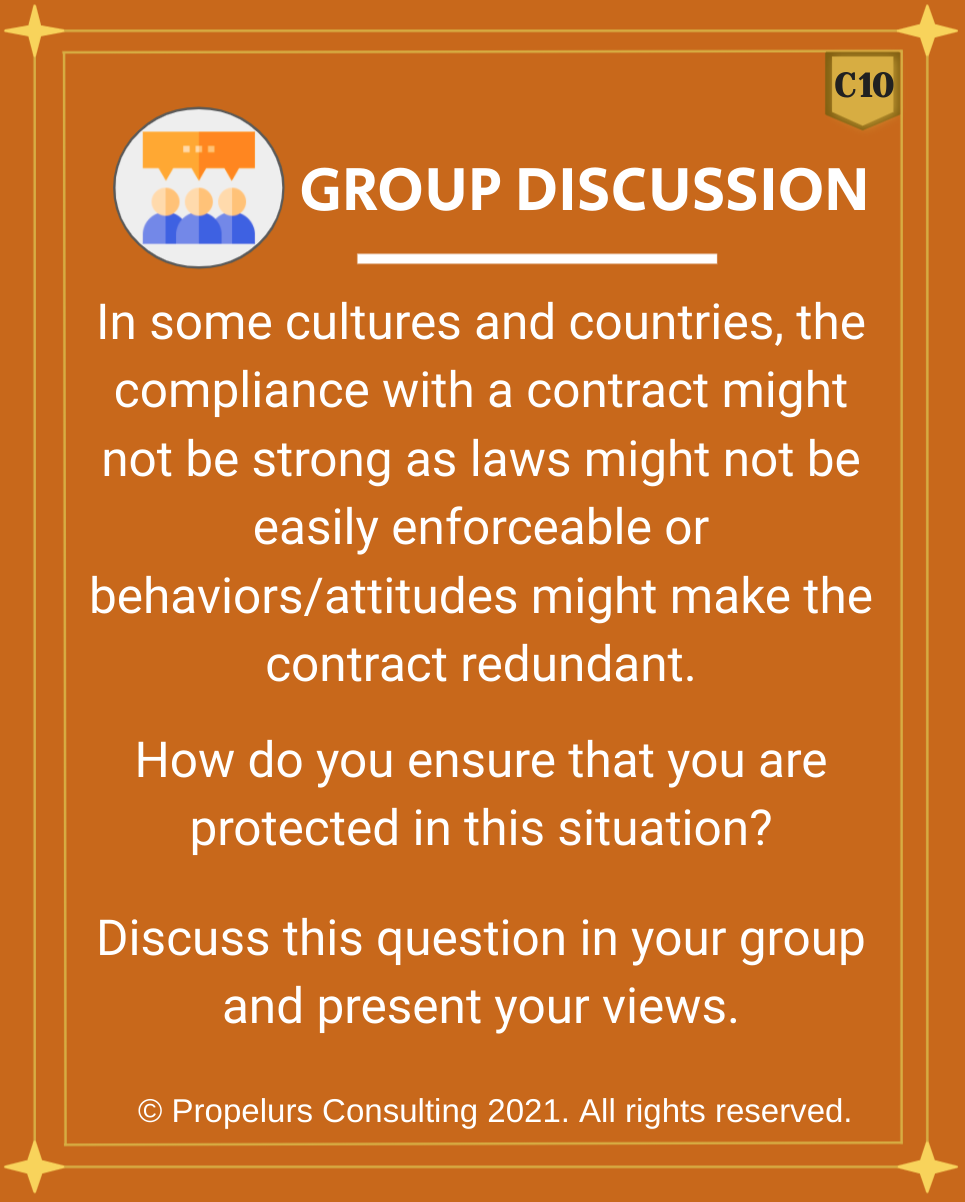 C10
GROUP DISCUSSION
In some cultures and countries, the
compliance with a contract might
not be strong as laws might not be
easily enforceable or
behaviors/attitudes might make the
contract redundant.
How do you ensure that you are
protected in this situation?
Discuss this question in your group
and present your views.
© Propelurs Consulting 2021. All rights reserved.